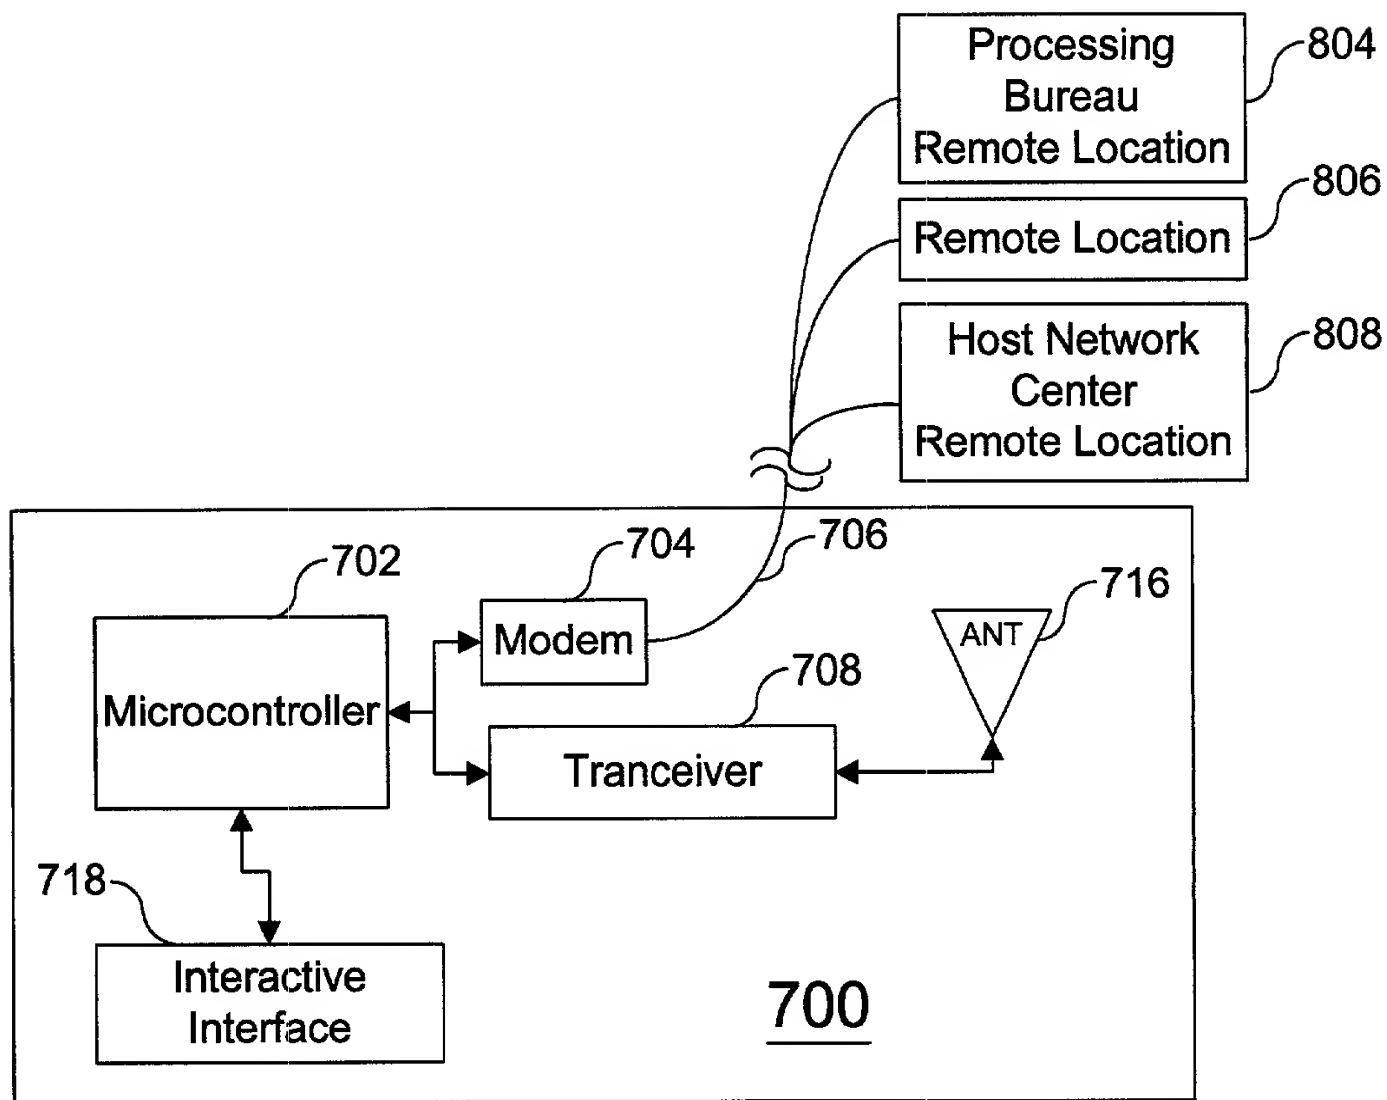 Processing
Bureau
Remote Location
804
Remote Location
806
Host Network
Center
Remote Location
808
702
704
706
716
Modem
ANT
Microcontroller
708
Tranceiver
718
Interactive
Interface
700